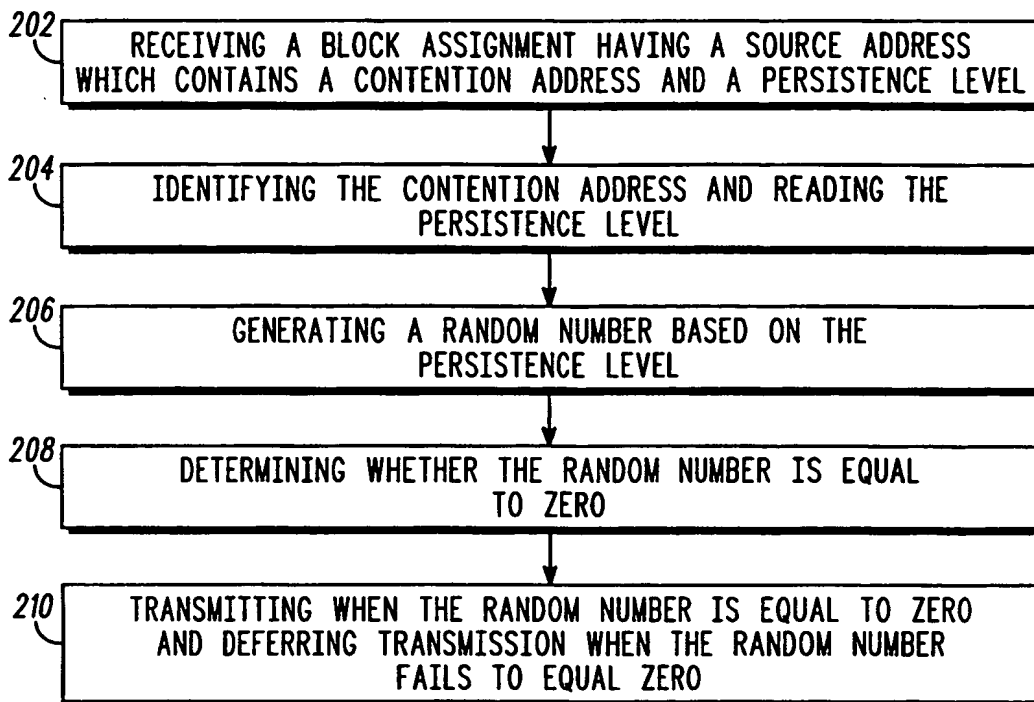 202
RECEIVING A BLOCK ASSIGNMENT HAVING A SOURCE ADDRESS
WHICH CONTAINS A CONTENTION ADDRESS AND A PERSISTENCE LEVEL
204
IDENTIFYING THE CONTENTION ADDRESS AND READING THE
PERSISTENCE LEVEL
206
GENERATING A RANDOM NUMBER BASED ON THE
PERSISTENCE LEVEL
208
DETERMINING WHETHER THE RANDOM NUMBER IS EQUAL
TO ZERO
210
TRANSMITTING WHEN THE RANDOM NUMBER IS EQUAL TO ZERO
AND DEFERRING TRANSMISSION WHEN THE RANDOM NUMBER
FAILS TO EQUAL ZERO